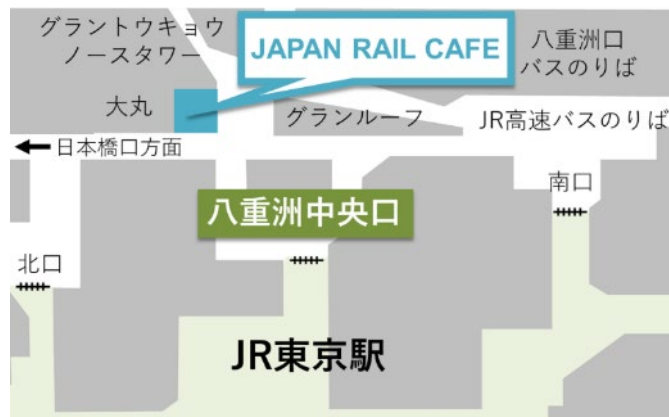 グラントウキョウ
ノースタワー
JAPAN RAIL CAFE
八重洲口
バスのりば
大丸
グランルーフ
JR高速バスのりば
日本橋口方面
南口
八重洲中央口
北口
JR東京駅